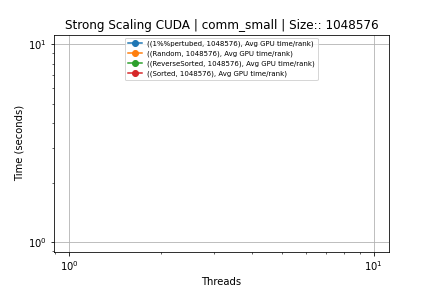 Strong Scaling CUDA | comm_small | Size:: 1048576
10¹
((1%%pertubed, 1048576), Avg GPU time/rank)
((Random, 1048576), Avg GPU time/rank)
((ReverseSorted, 1048576), Avg GPU time/rank)
((Sorted, 1048576), Avg GPU time/rank)
Time (seconds)
10⁰
10⁰ 10¹
Threads